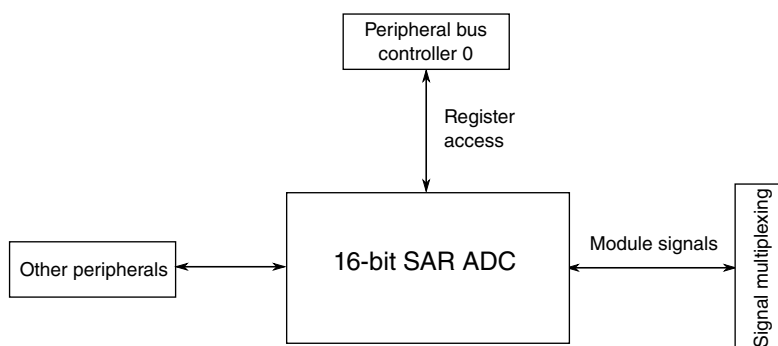 Peripheral bus
controller 0
Register
access
Other peripherals
16-bit SAR ADC
Module signals
Signal multiplexing